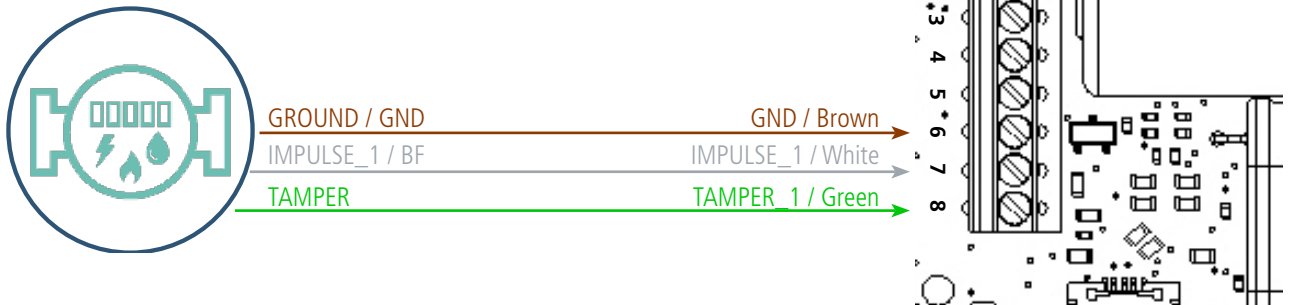 3
4
5
GROUND / GND GND / Brown 6
IMPULSE_1 / BF IMPULSE_1 / White 7
TAMPER TAMPER_1 / Green 8